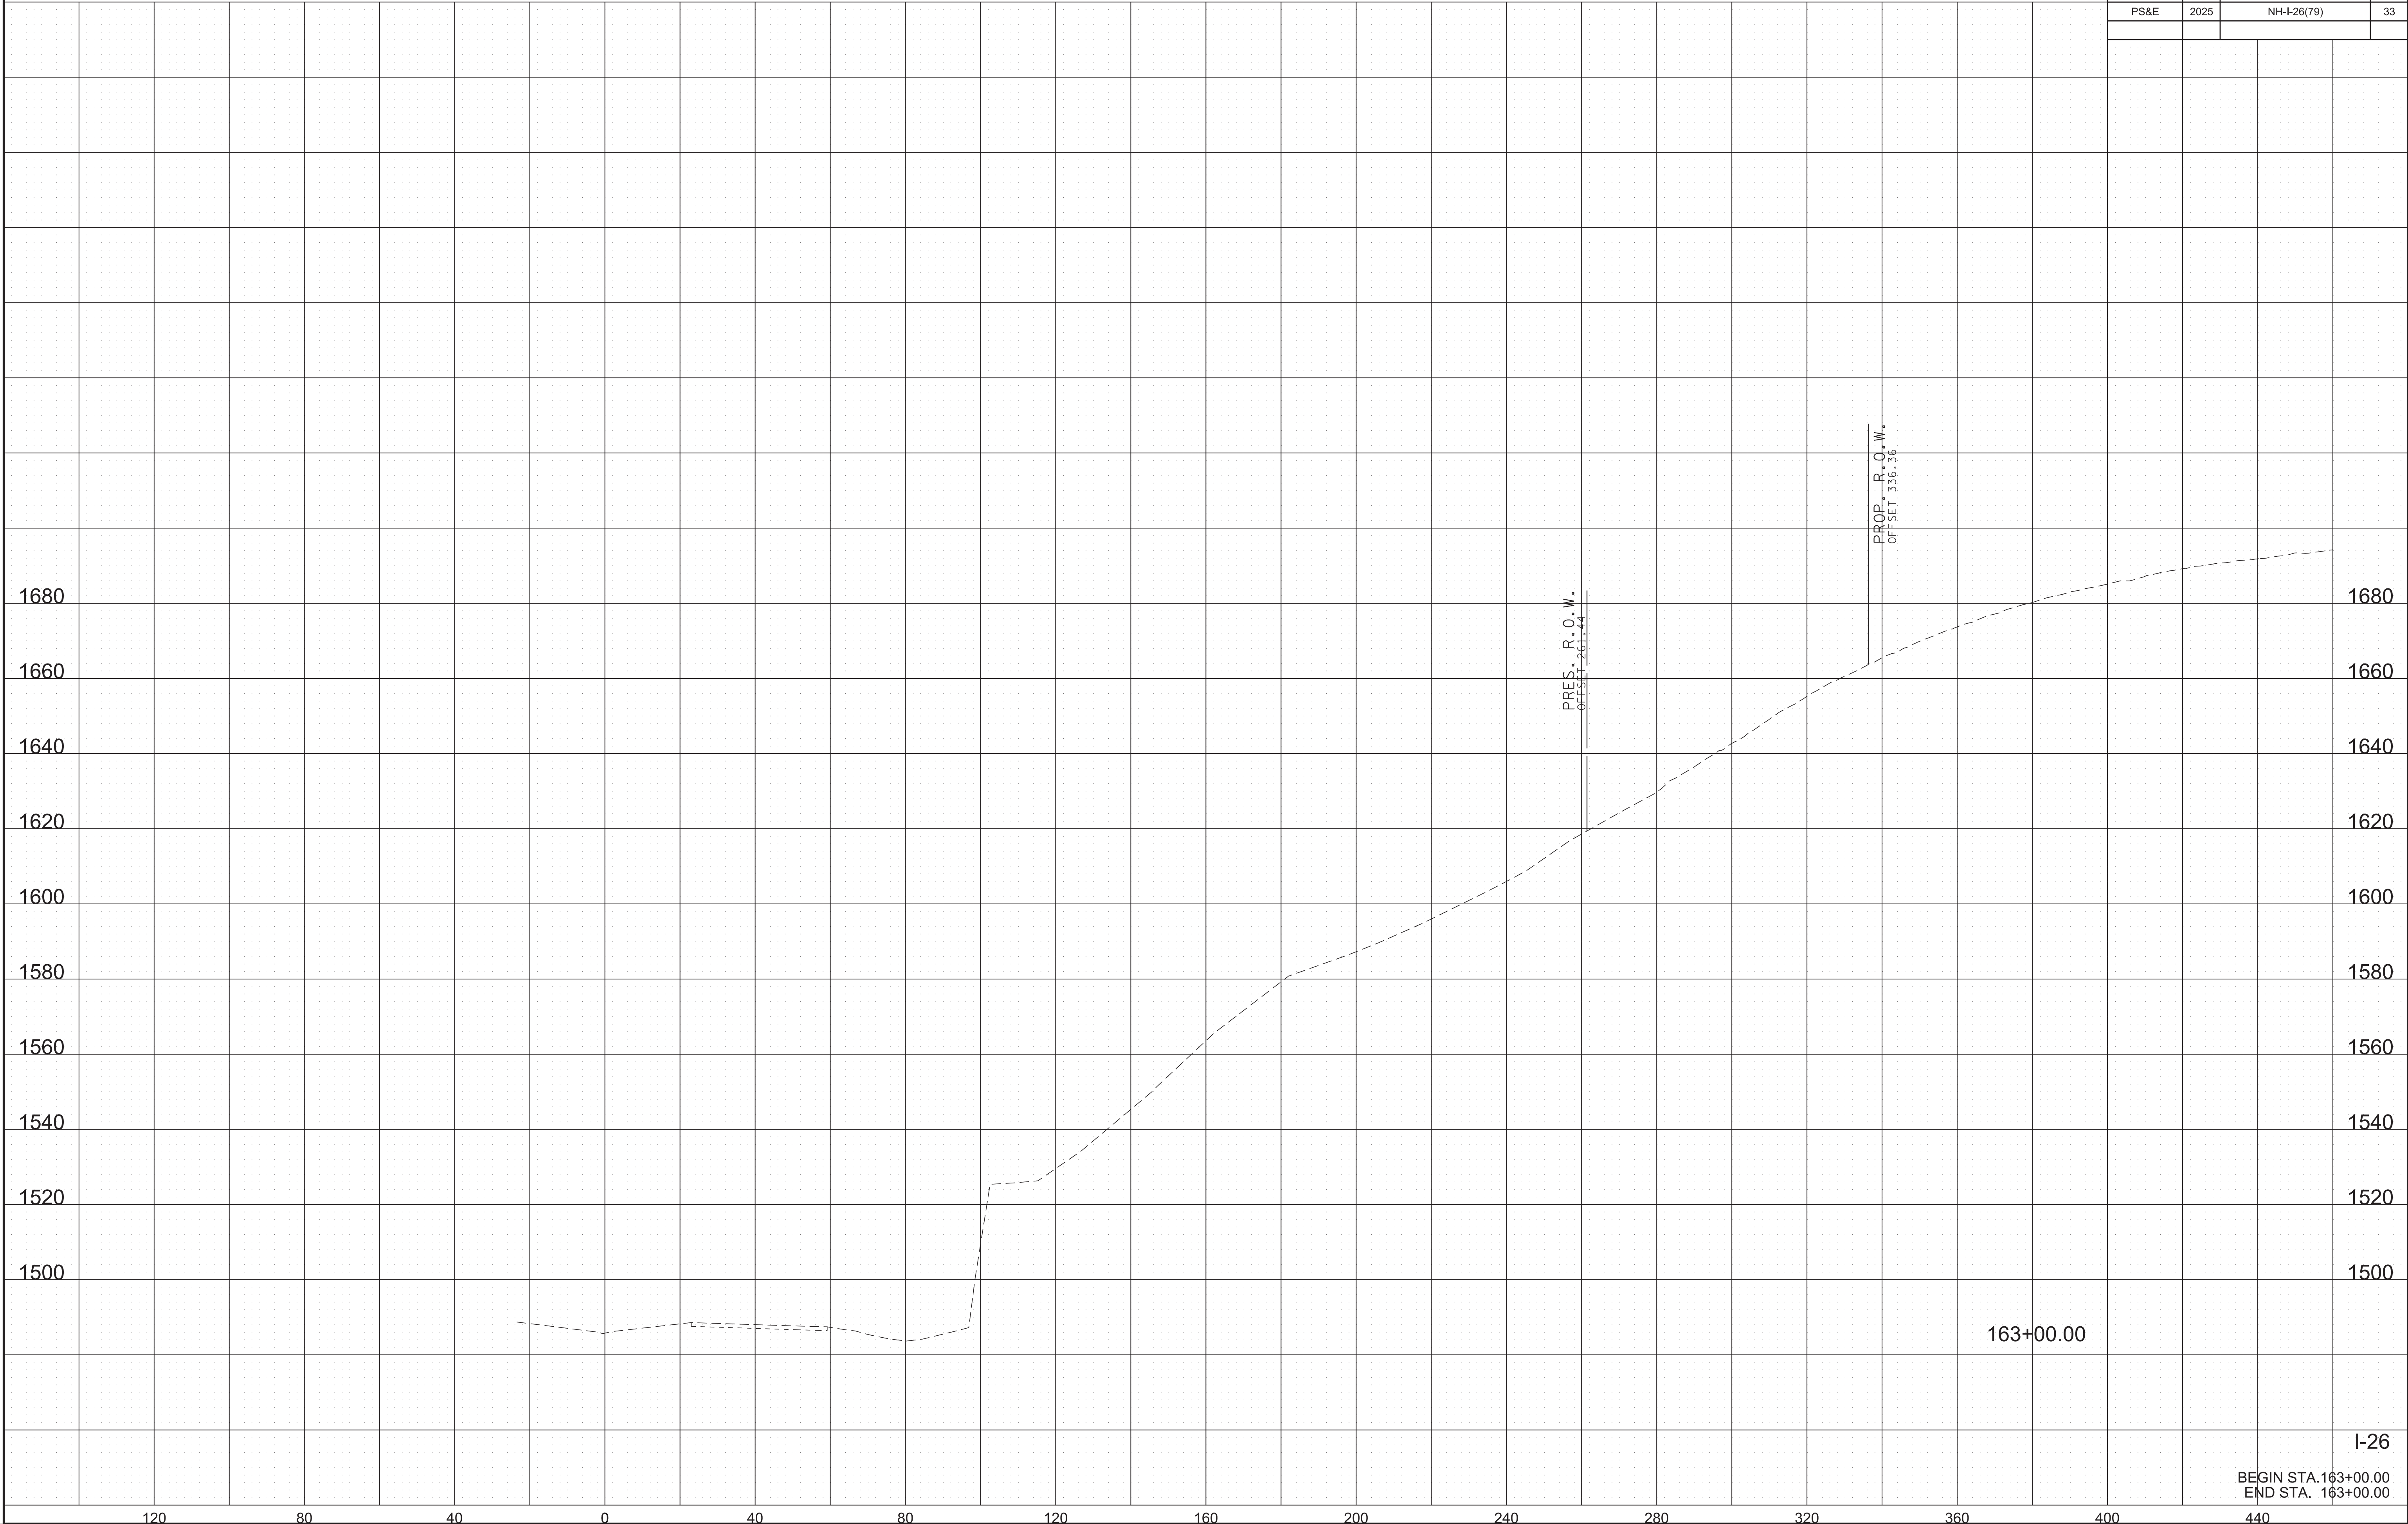 PS&E 2025 NH-I-26(79) 33
PROP. R.O.W.
OFFSET 336.36
PRES. R.O.W.
OFFSET 261.44
1680 1680
1660 1660
1640 1640
1620 1620
1600 1600
1580 1580
1560 1560
1540 1540
1520 1520
1500 1500
163+00.00
I-26
BEGIN STA.163+00.00
END STA. 163+00.00
120 80 40 0 40 80 120 160 200 240 280 320 360 400 440